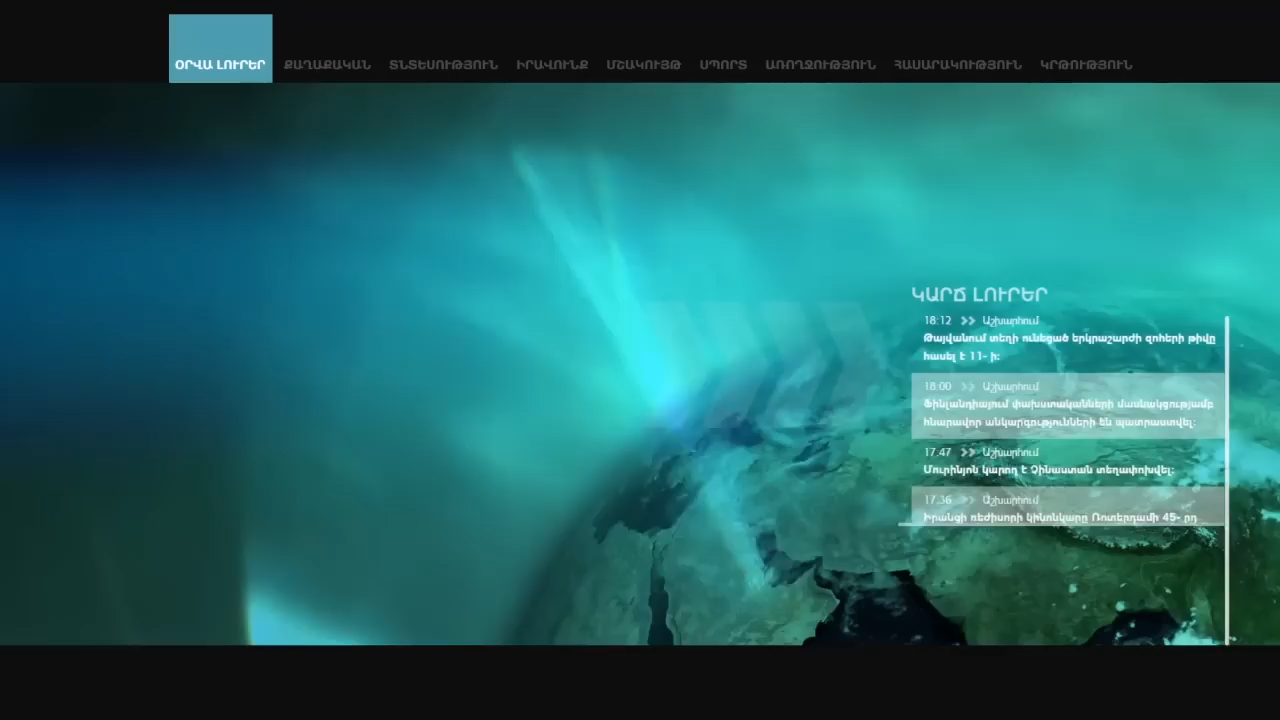 ՕՐՎԱ ԼՈՒՐԵՐ ՔԱՂԱՔԱԿԱՆ ՏՆՏԵՍՈՒԹՅՈՒՆ ԻՐԱՎՈՒՆՔ ՄՇԱԿՈՒՅԹ ՍՊՈՐՏ ԱՌՈՂՋՈՒԹՅՈՒՆ ՀԱՍԱՐԱԿՈՒԹՅՈՒՆ ԿՐԹՈՒԹՅՈՒՆ
ԿԱՐՃ ԼՈՒՐԵՐ
18:12 Աշխարհում
Թայվանում տեղի ունեցած երկրաշարժի զոհերի թիվը
հասել է 11- ի:
18:00 Աշխարհում
Ֆինլանդիայում փախստականների մասնակցությամբ
հնարավոր անկարգությունների են պատրաստվել:
17:47 Աշխարհում
Մուրինյոն կարող է Չինաստան տեղափոխվել:
17:36 Աշխարհում
Իրանցի ռեժիսորի կինոնկարը Ռոտերդամի 45- րդ